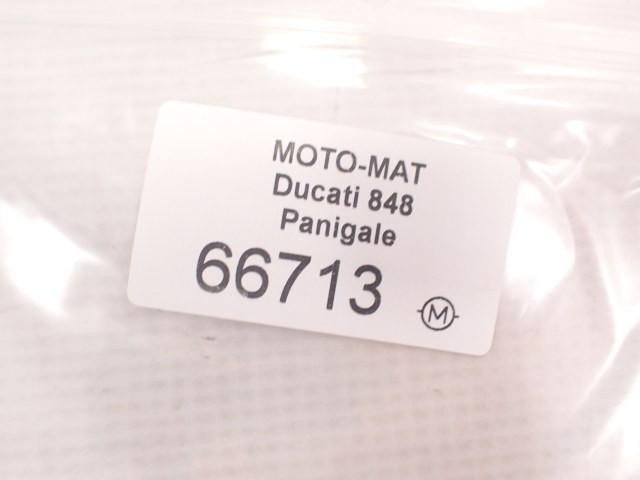 MOTO-MAT
Ducati 848
Panigale
66713
M